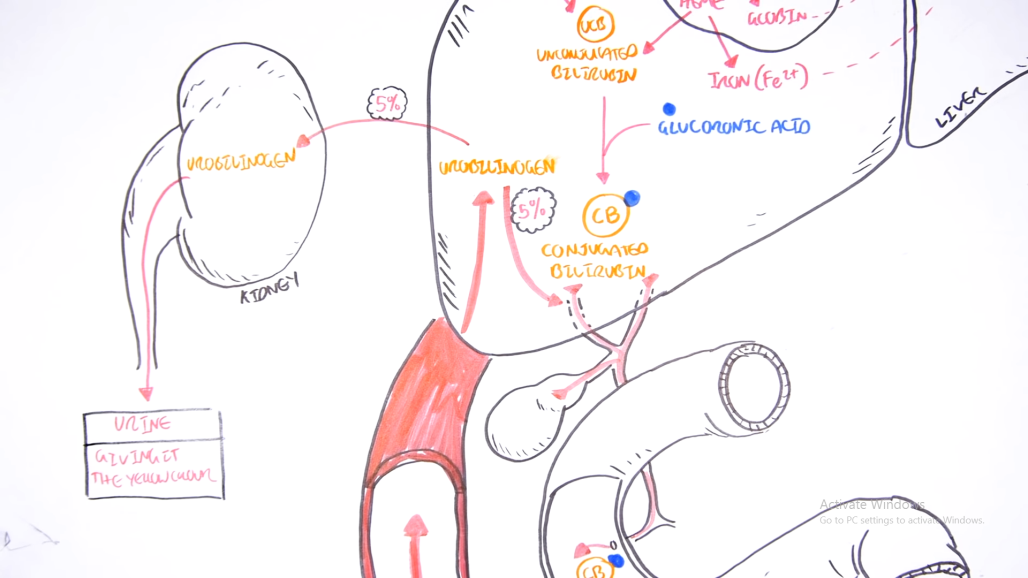 HEME
GLOBIN
UCB
UNCONJUGATED
BILIRUBIN
IRON (Fe²⁺)
LIVER
5%
GLUCORONIC ACID
UROBILINOGEN
UROBILINOGEN
5%
CB
CONJUGATED
BILIRUBIN
KIDNEY
URINE
GIVING IT
THE YELLOW COLOUR
CB
Activate Windows
Go to PC settings to activate Windows.